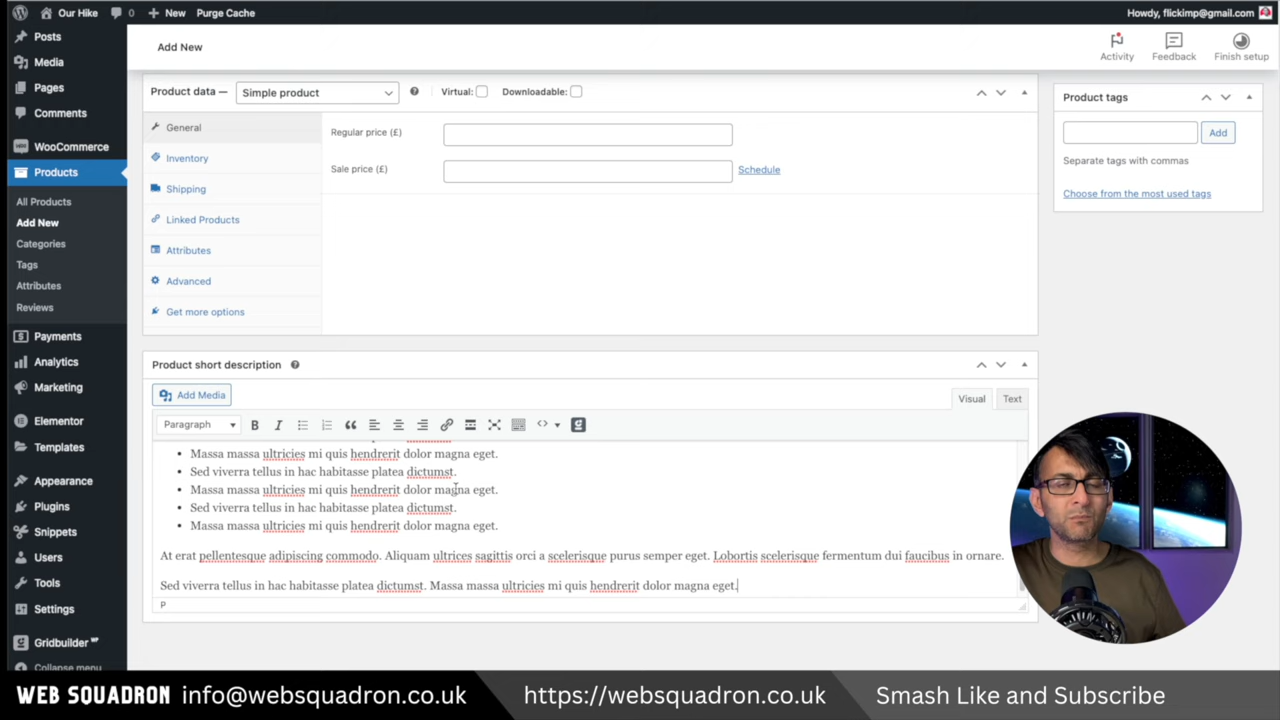 Our Hike
0
New
Purge Cache
Howdy, flickimp@gmail.com
Posts
Media
Pages
Comments
WooCommerce
Products
All Products
Add New
Categories
Tags
Attributes
Reviews
Payments
Analytics
Marketing
Elementor
Templates
Appearance
Plugins
Snippets
Users
Tools
Settings
Gridbuilder WP
Collapse menu
Add New
Activity
Feedback
Finish setup
Product data —
Simple product
Virtual:
Downloadable:
General
Inventory
Shipping
Linked Products
Attributes
Advanced
Get more options
Regular price (£)
Sale price (£)
Schedule
Product tags
Add
Separate tags with commas
Choose from the most used tags
Product short description
Add Media
Visual
Text
Paragraph
B
I
Massa massa ultricies mi quis hendrerit dolor magna eget.
Sed viverra tellus in hac habitasse platea dictumst.
Massa massa ultricies mi quis hendrerit dolor magna eget.
Sed viverra tellus in hac habitasse platea dictumst.
Massa massa ultricies mi quis hendrerit dolor magna eget.
At erat pellentesque adipiscing commodo. Aliquam ultrices sagittis orci a scelerisque purus semper eget. Lobortis scelerisque fermentum dui faucibus in ornare.
Sed viverra tellus in hac habitasse platea dictumst. Massa massa ultricies mi quis hendrerit dolor magna eget.
P
WEB SQUADRON info@websquadron.co.uk
https://websquadron.co.uk
Smash Like and Subscribe